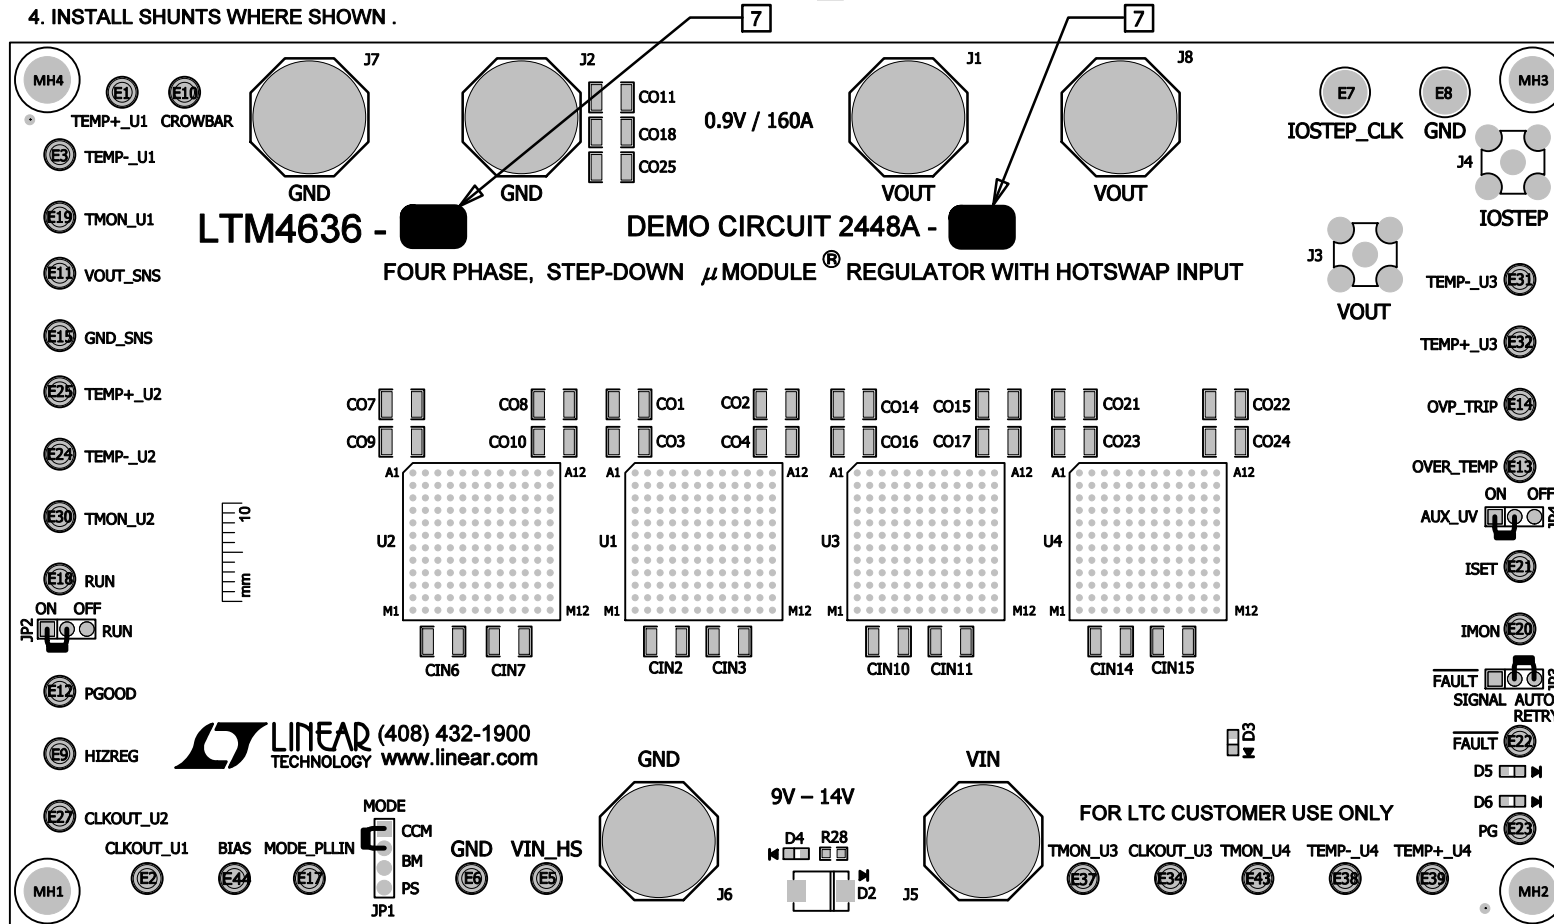 4. INSTALL SHUNTS WHERE SHOWN .
7
7
MH4
E1
TEMP+_U1
E10
CROWBAR
J7
GND
J2
GND
CO11
CO18
CO25
0.9V / 160A
J1
VOUT
J8
VOUT
E7
IOSTEP_CLK
E8
GND
MH3
J4
IOSTEP
E3 TEMP-_U1
E19 TMON_U1
LTM4636 -
DEMO CIRCUIT 2448A -
FOUR PHASE, STEP-DOWN µMODULE® REGULATOR WITH HOTSWAP INPUT
J3
VOUT
E11 VOUT_SNS
E15 GND_SNS
E25 TEMP+_U2
E24 TEMP-_U2
E30 TMON_U2
E18 RUN
ON OFF
JP2 RUN
E12 PGOOD
E9 HIZREG
E27 CLKOUT_U2
TEMP-_U3 E31
TEMP+_U3 E32
OVP_TRIP E14
OVER_TEMP E13
ON OFF
AUX_UV JP4
ISET E21
IMON E20
FAULT
SIGNAL AUTO
RETRY
FAULT E22
D5
D6
PG E23
CO7 CO8 CO1 CO2 CO14 CO15 CO21 CO22
CO9 CO10 CO3 CO4 CO16 CO17 CO23 CO24
A1 A12 A1 A12 A1 A12 A1 A12
U2 U1 U3 U4
M1 M12 M1 M12 M1 M12 M1 M12
CIN6 CIN7 CIN2 CIN3 CIN10 CIN11 CIN14 CIN15
10
mm
LINEAR
TECHNOLOGY
(408) 432-1900
www.linear.com
GND
J6
VIN
J5
9V – 14V
D4 R28
D2
D3
FOR LTC CUSTOMER USE ONLY
MODE
CCM
BM
PS
JP1
CLKOUT_U1 BIAS MODE_PLLIN GND VIN_HS
E2 E44 E17 E6 E5
TMON_U3 CLKOUT_U3 TMON_U4 TEMP-_U4 TEMP+_U4
E37 E34 E43 E38 E39
MH1
MH2